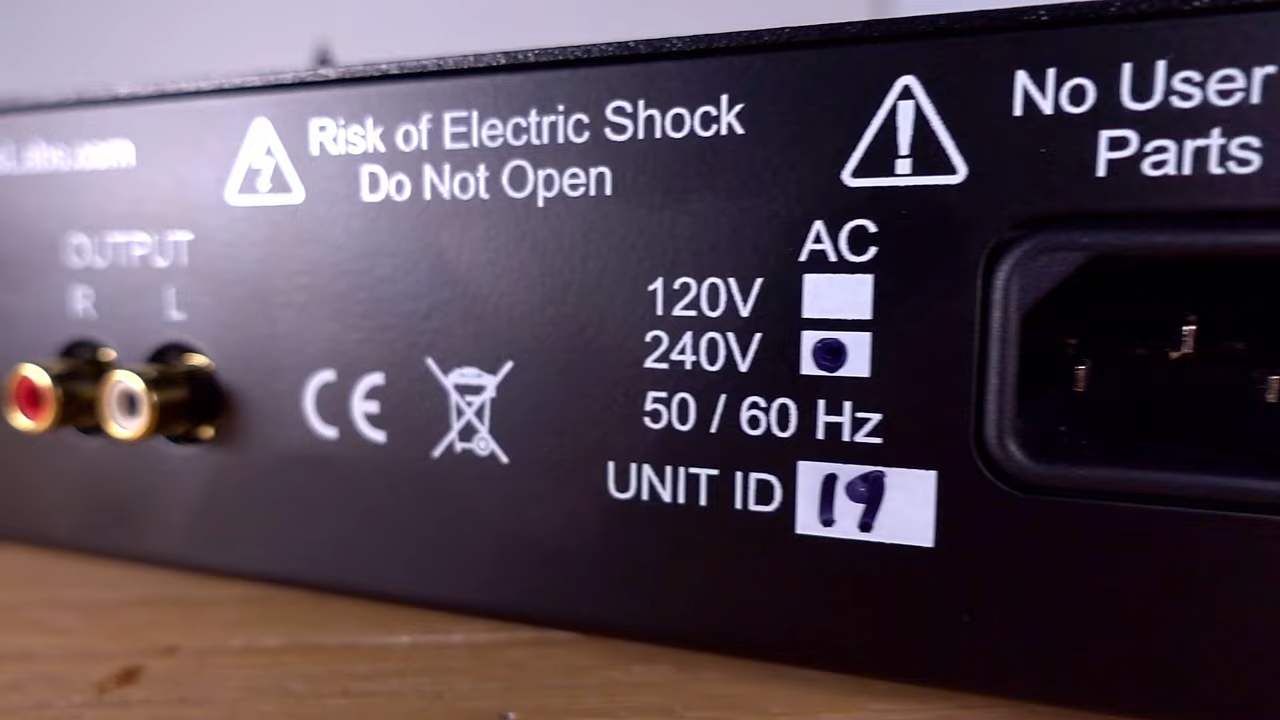 Risk of Electric Shock
Do Not Open
No User
Parts
OUTPUT
R L
CE
AC
120V
240V
50 / 60 Hz
UNIT ID 19